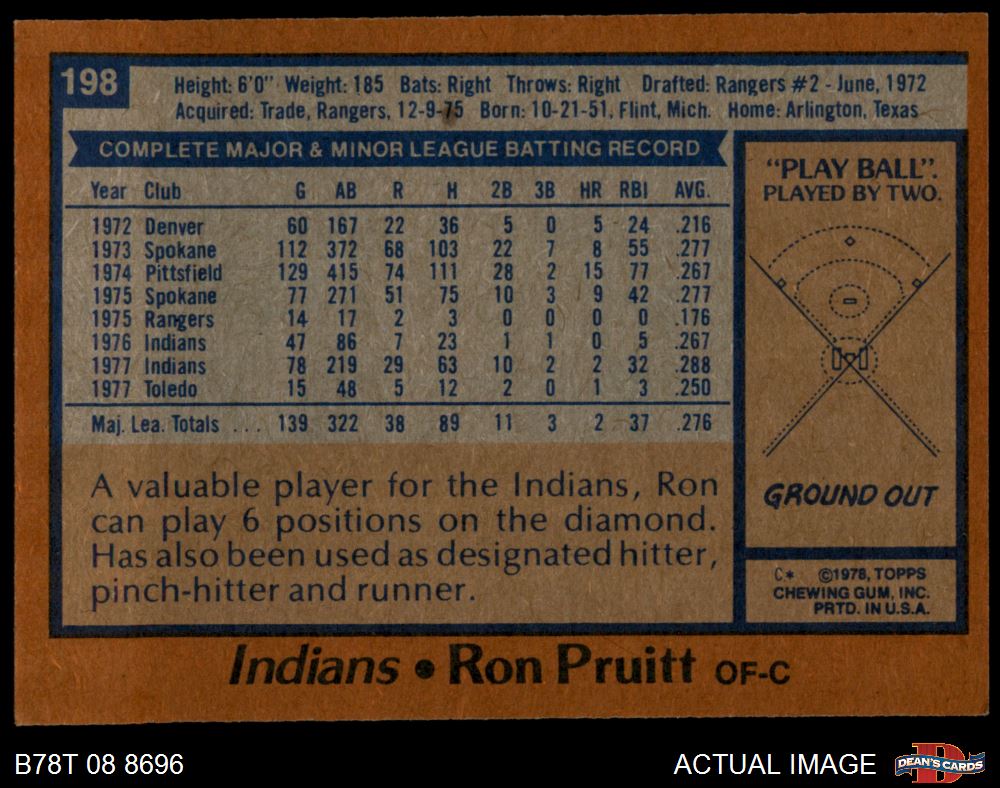 198
Height: 6'0" Weight: 185 Bats: Right Throws: Right Drafted: Rangers #2 - June, 1972
Acquired: Trade, Rangers, 12-9-75 Born: 10-21-51, Flint, Mich. Home: Arlington, Texas
COMPLETE MAJOR & MINOR LEAGUE BATTING RECORD
Year Club G AB R H 2B 3B HR RBI AVG.
1972 Denver 60 167 22 36 5 0 5 24 .216
1973 Spokane 112 372 68 103 22 7 8 55 .277
1974 Pittsfield 129 415 74 111 28 2 15 77 .267
1975 Spokane 77 271 51 75 10 3 9 42 .277
1975 Rangers 14 17 2 3 0 0 0 0 .176
1976 Indians 47 86 7 23 1 1 0 5 .267
1977 Indians 78 219 29 63 10 2 2 32 .288
1977 Toledo 15 48 5 12 2 0 1 3 .250
Maj. Lea. Totals ... 139 322 38 89 11 3 2 37 .276
A valuable player for the Indians, Ron
can play 6 positions on the diamond.
Has also been used as designated hitter,
pinch-hitter and runner.
"PLAY BALL".
PLAYED BY TWO.
GROUND OUT
C* ©1978, TOPPS
CHEWING GUM, INC.
PRTD. IN U.S.A.
Indians • Ron Pruitt OF-C
B78T 08 8696
ACTUAL IMAGE
D
DEAN'S CARDS